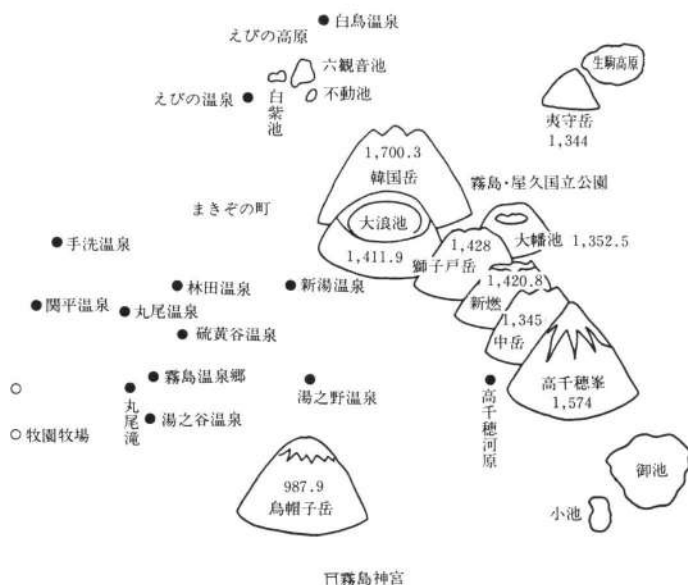 白鳥温泉
えびの高原
六観音池
生駒高原
えびの温泉
白紫池
不動池
夷守岳
1,344
1,700.3
韓国岳
霧島・屋久国立公園
まきぞの町
大浪池
手洗温泉
1,411.9
1,428
獅子戸岳
大幡池 1,352.5
林田温泉
新湯温泉
1,420.8
新燃
関平温泉
丸尾温泉
1,345
中岳
硫黄谷温泉
霧島温泉郷
湯之野温泉
高千穂峯
1,574
丸尾滝
湯之谷温泉
高千穂河原
牧園牧場
987.9
烏帽子岳
御池
小池
霧島神宮